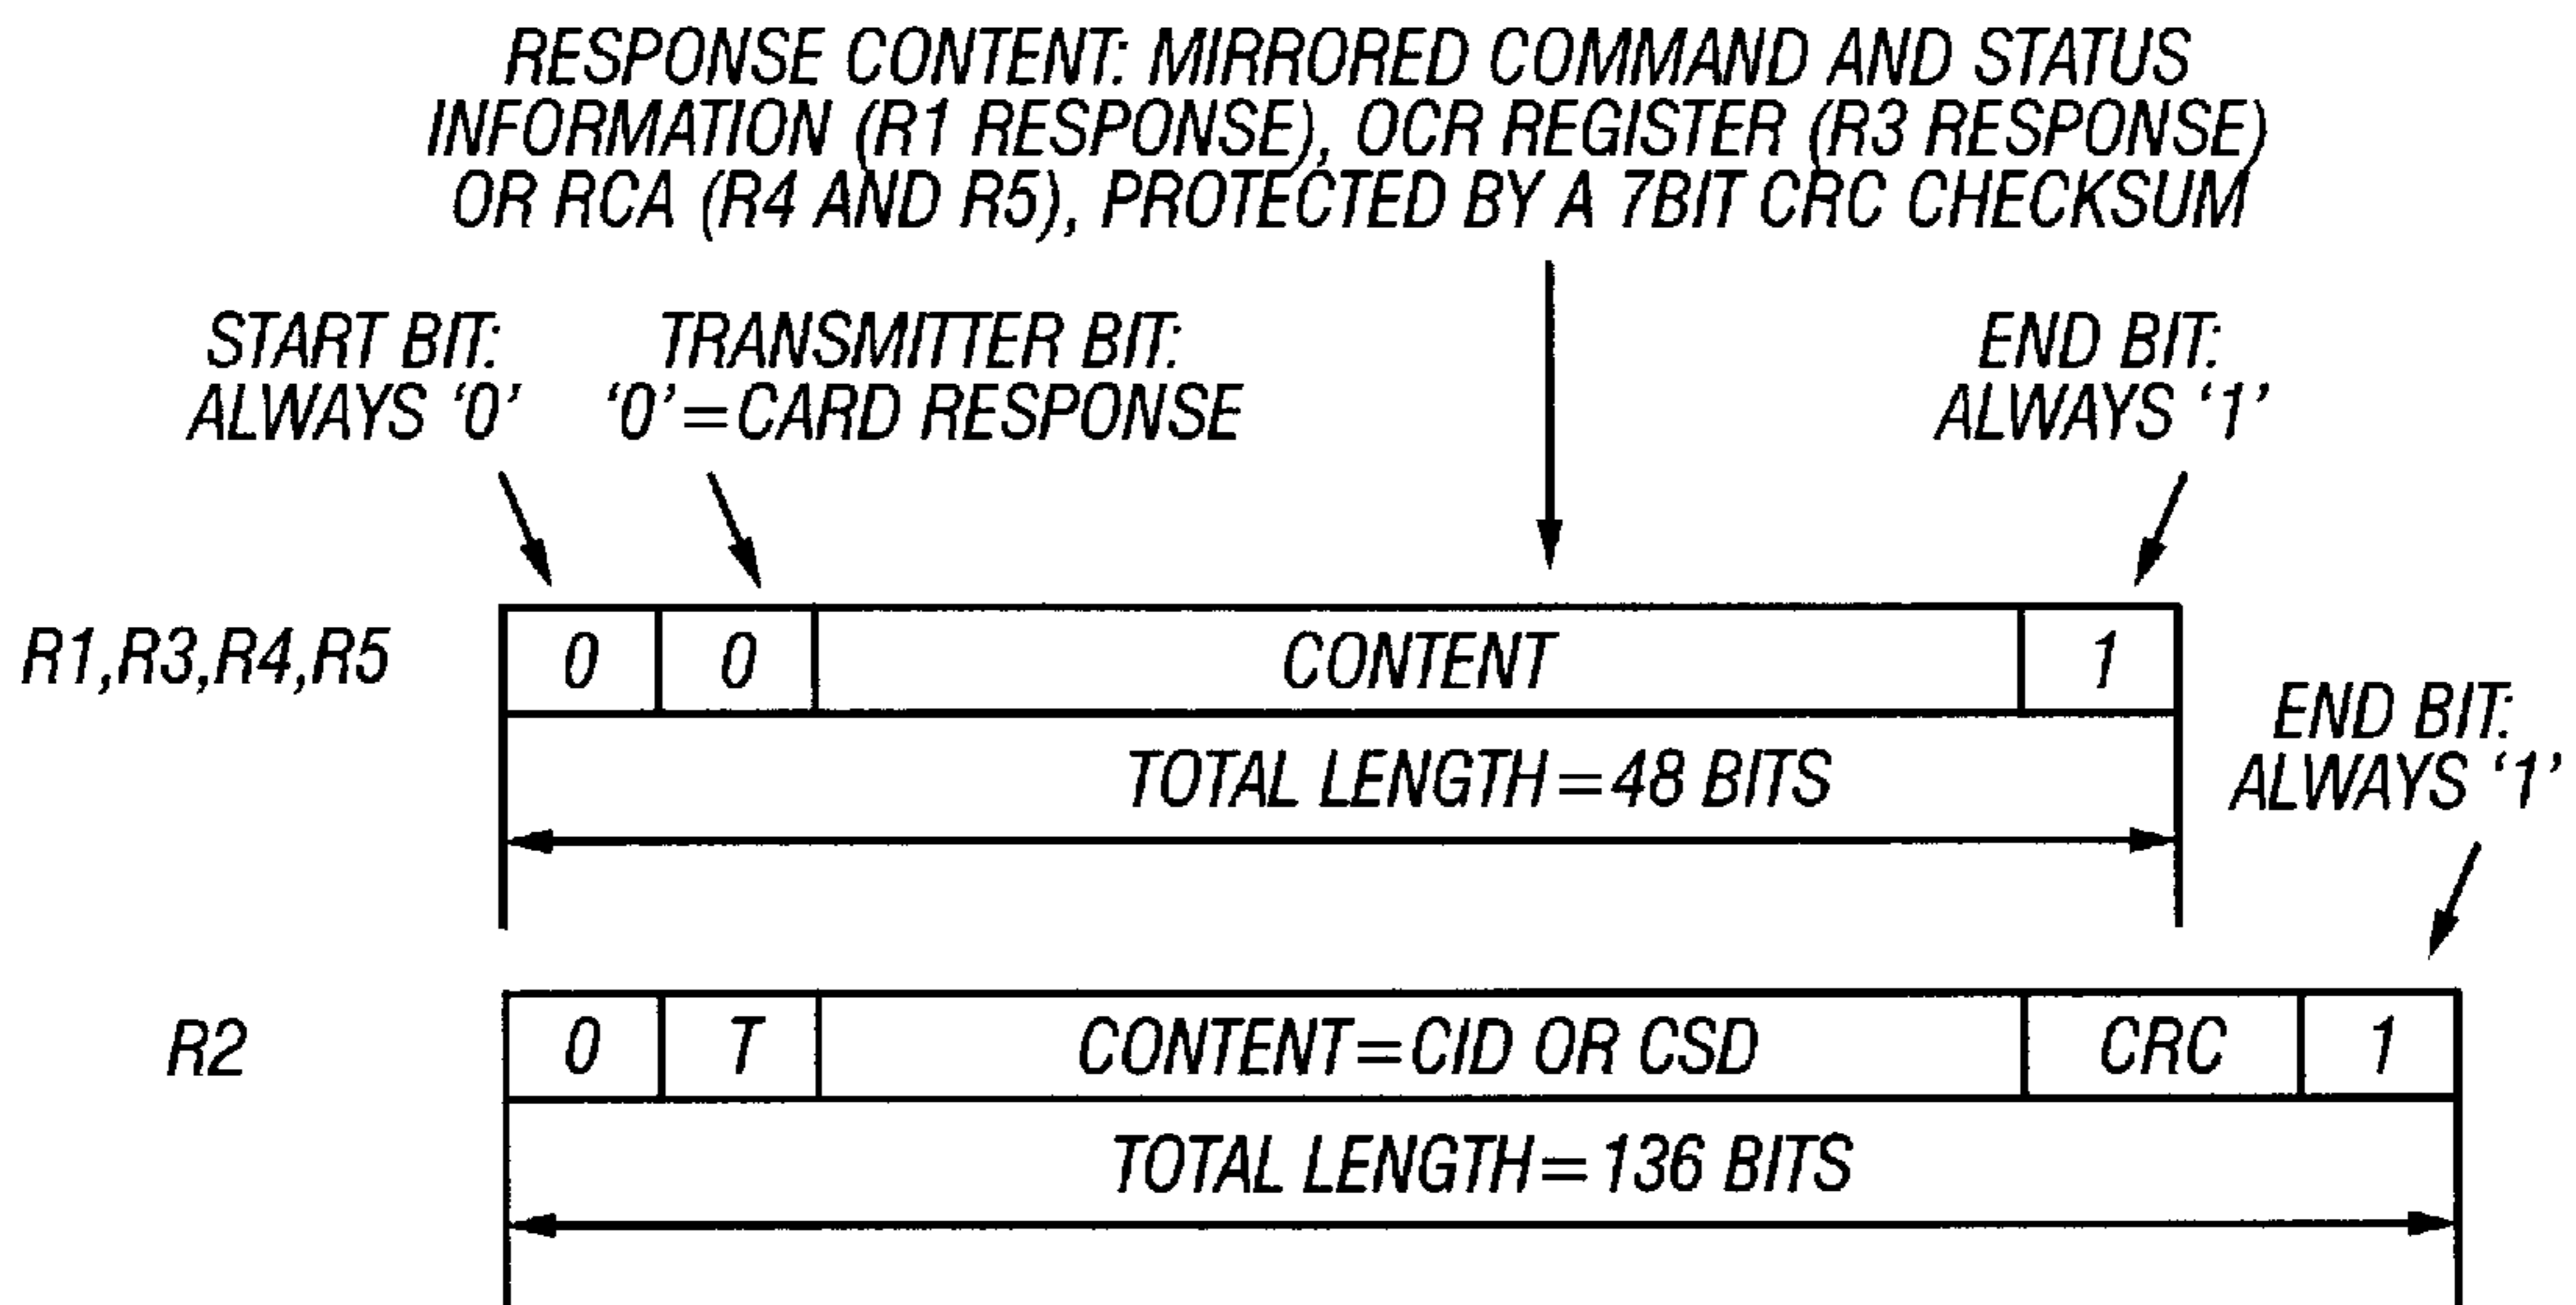 RESPONSE CONTENT: MIRRORED COMMAND AND STATUS
INFORMATION (R1 RESPONSE), OCR REGISTER (R3 RESPONSE)
OR RCA (R4 AND R5), PROTECTED BY A 7BIT CRC CHECKSUM
START BIT:
ALWAYS ‘0’
TRANSMITTER BIT:
‘0’=CARD RESPONSE
END BIT:
ALWAYS ‘1’
R1,R3,R4,R5 0 0 CONTENT 1
TOTAL LENGTH=48 BITS
END BIT:
ALWAYS ‘1’
R2 0 T CONTENT=CID OR CSD CRC 1
TOTAL LENGTH=136 BITS